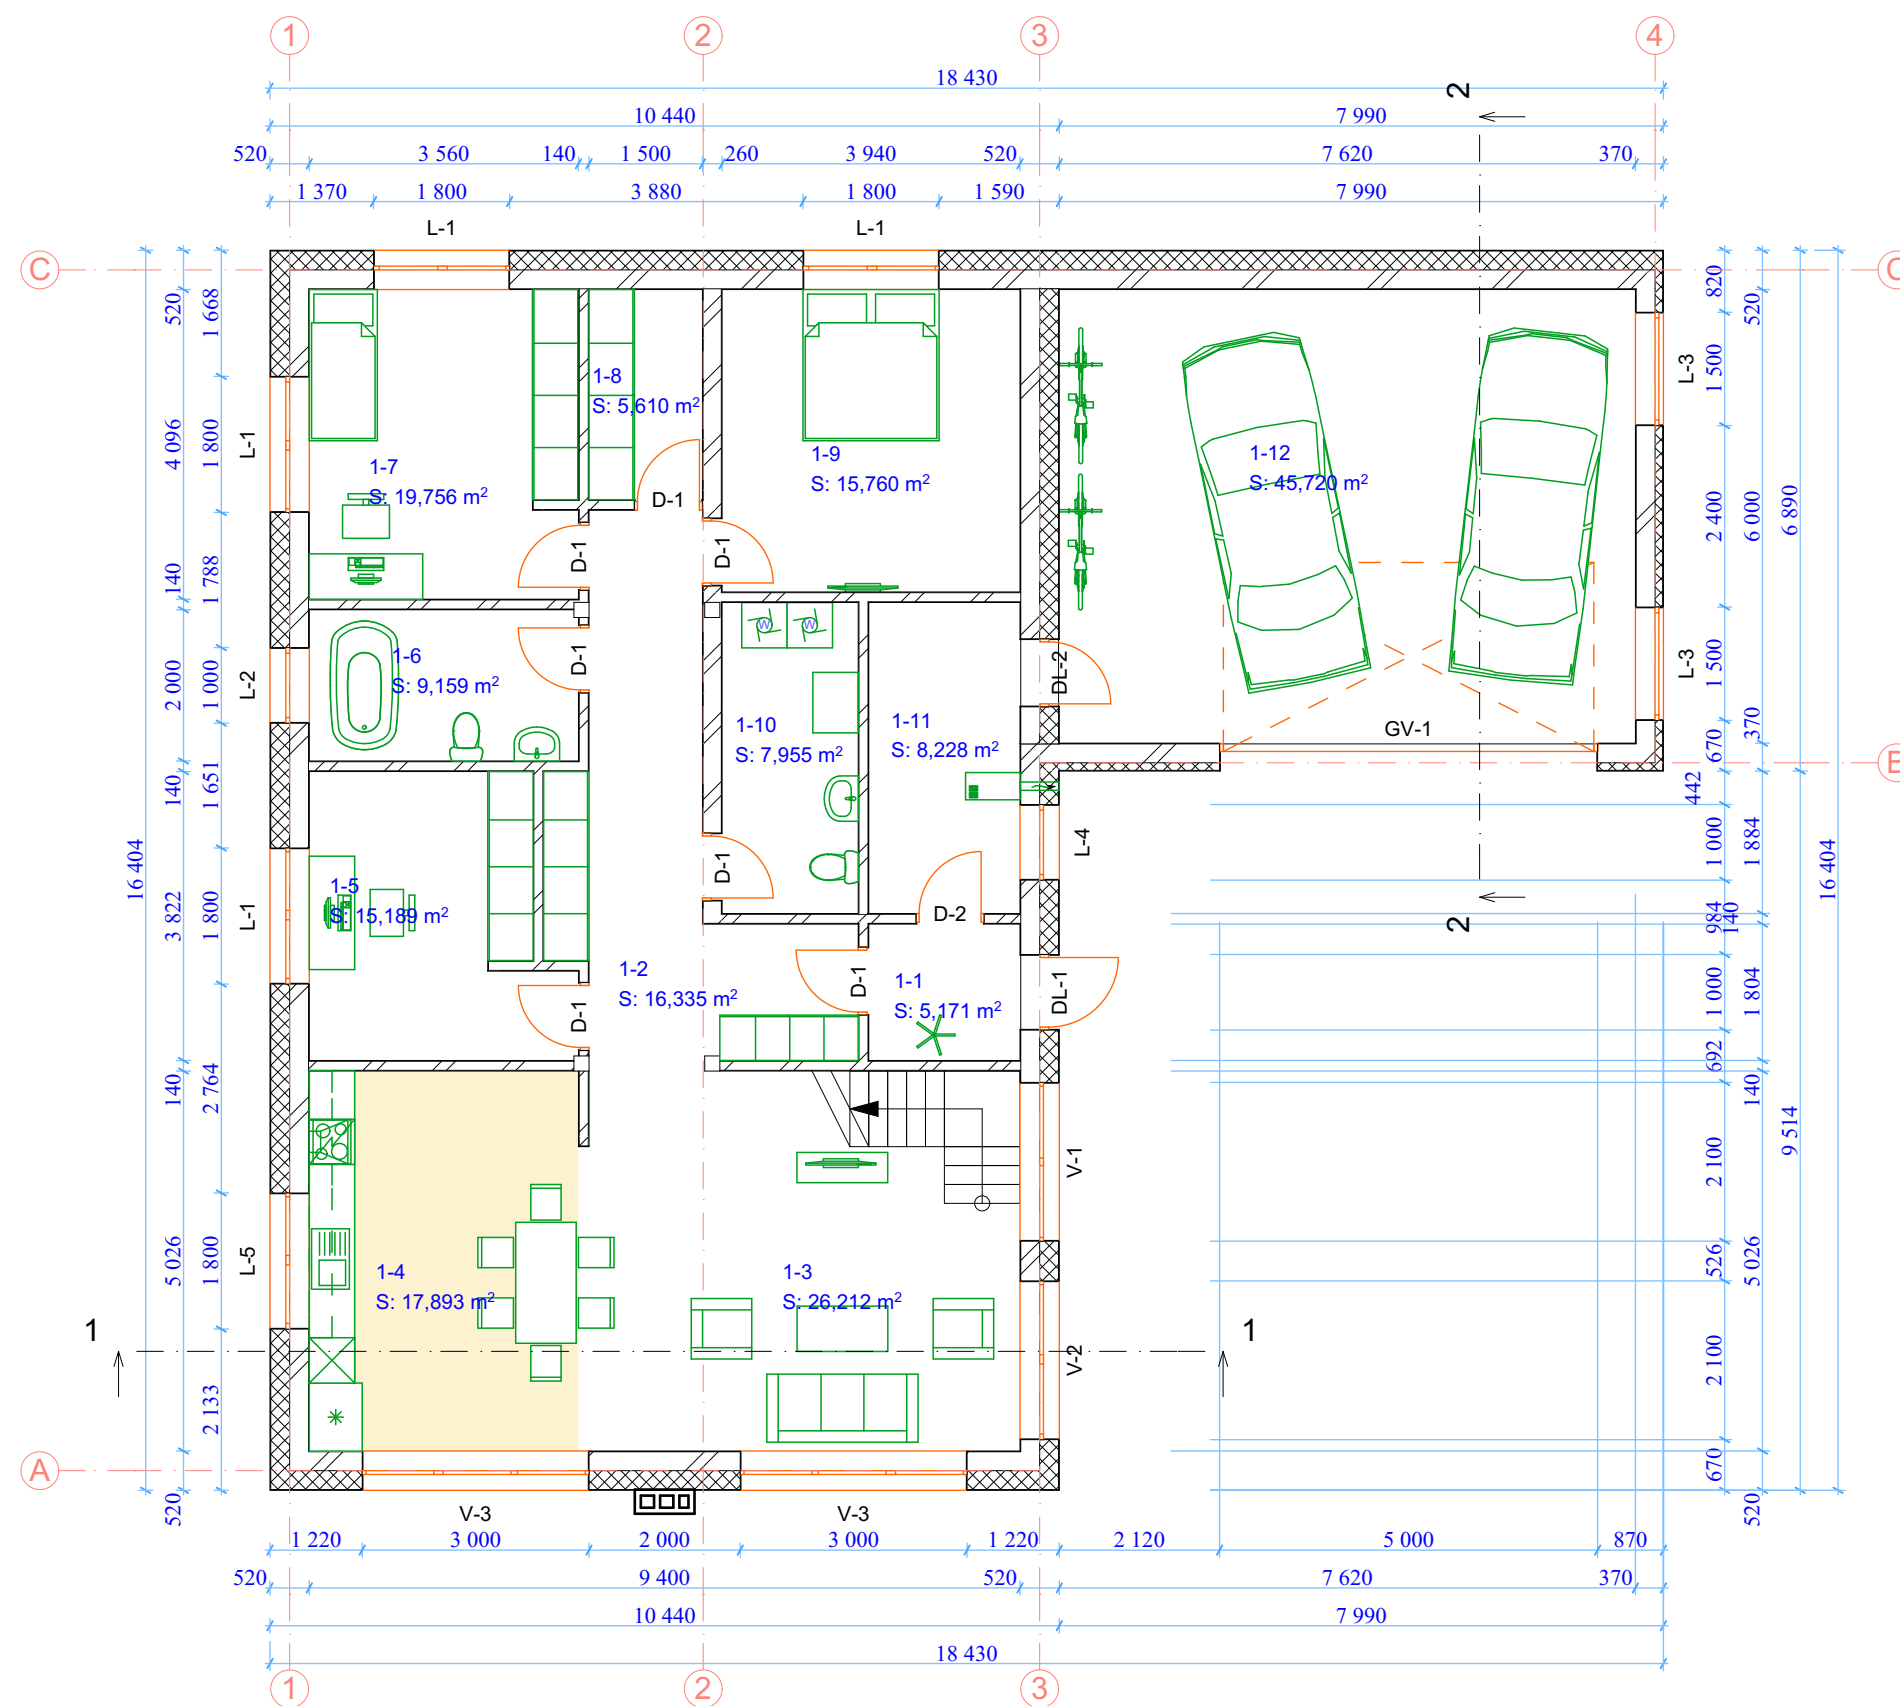 1 2 3 4
18 430
2
10 440 7 990
520 3 560 140 1 500 260 3 940 520 7 620 370
1 370 1 800 3 880 1 800 1 590 7 990
L-1 L-1
C C
520 1 668 820 520
1-8
S: 5,610 m²
L-3 1 500
4 096 1 800 L-1
1-7
S: 19,756 m²
1-9
S: 15,760 m²
1-12
S: 45,720 m²
D-1
2 400 6 000 6 890
140 1 788 D-1 D-1
W W
2 000 1 000 L-2
1-6
S: 9,159 m²
D-1 DL-2 L-3 1 500
1-10
S: 7,955 m²
1-11
S: 8,228 m²
GV-1
670 370
B
140 1 651 442
16 404 L-4 1 000 1 884 16 404
3 822 1 800 L-1
1-5
S: 15,189 m²
D-1 D-2 2 984 140
1-2
S: 16,335 m²
D-1
1-1
S: 5,171 m²
DL-1 1 000 1 804
D-1
692
140 2 764 140
9 514
V-1 2 100
5 026 1 800 L-5 526 5 026
1-4
S: 17,893 m²
1-3
S: 26,212 m²
1 1
V-2 2 100
2 133
A 670
520 520
V-3 V-3
1 220 3 000 2 000 3 000 1 220 2 120 5 000 870
520 9 400 520 7 620 370
10 440 7 990
18 430
1 2 3